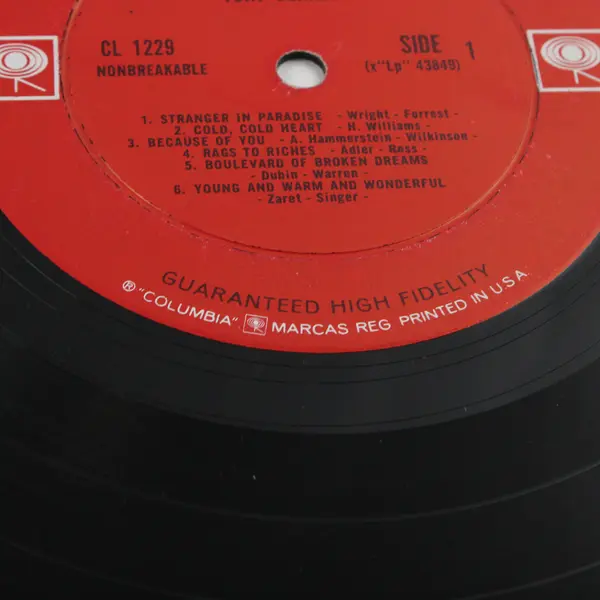 CL 1229
NONBREAKABLE
SIDE 1
(x"Lp" 43849)
1. STRANGER IN PARADISE - Wright - Forrest -
2. COLD, COLD HEART - H. Williams -
3. BECAUSE OF YOU - A. Hammerstein - Wilkinson -
4. RAGS TO RICHES - Adler - Ross -
5. BOULEVARD OF BROKEN DREAMS
- Dubin - Warren -
6. YOUNG AND WARM AND WONDERFUL
- Zaret - Singer -
GUARANTEED HIGH FIDELITY
® "COLUMBIA" MARCAS REG. PRINTED IN U.S.A.